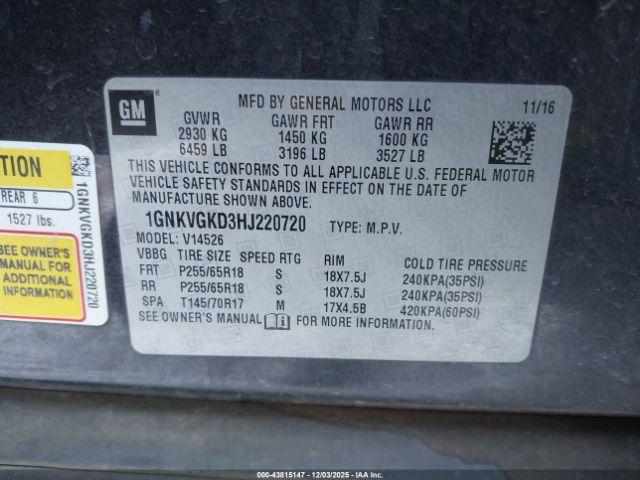 GM ®
MFD BY GENERAL MOTORS LLC 11/16
GVWR GAWR FRT GAWR RR
2930 KG 1450 KG 1600 KG
6459 LB 3196 LB 3527 LB
THIS VEHICLE CONFORMS TO ALL APPLICABLE U.S. FEDERAL MOTOR
VEHICLE SAFETY STANDARDS IN EFFECT ON THE DATE OF
MANUFACTURE SHOWN ABOVE.
1GNKVGKD3HJ220720 TYPE: M.P.V.
MODEL: V14526
VBBG TIRE SIZE SPEED RTG RIM COLD TIRE PRESSURE
FRT P255/65R18 S 18X7.5J 240KPA(35PSI)
RR P255/65R18 S 18X7.5J 240KPA(35PSI)
SPA T145/70R17 M 17X4.5B 420KPA(60PSI)
SEE OWNER'S MANUAL FOR MORE INFORMATION.
REAR 6
1527 lbs.
SEE OWNER'S
MANUAL FOR
ADDITIONAL
INFORMATION
1GNKVGKD3HJ220720
000-43815147 - 12/03/2025 - IAAI.COM